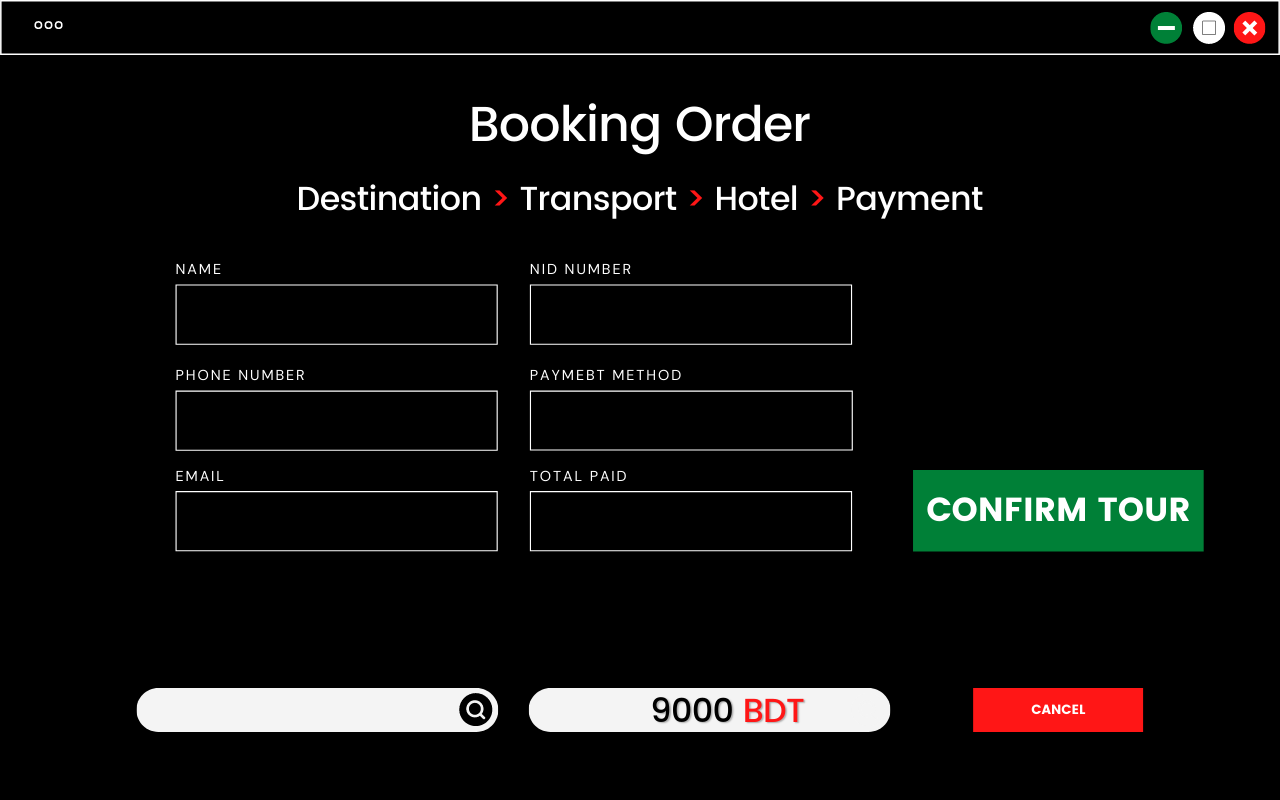 Booking Order
Destination > Transport > Hotel > Payment
NAME
NID NUMBER
PHONE NUMBER
PAYMEBT METHOD
EMAIL
TOTAL PAID
CONFIRM TOUR
9000 BDT
CANCEL